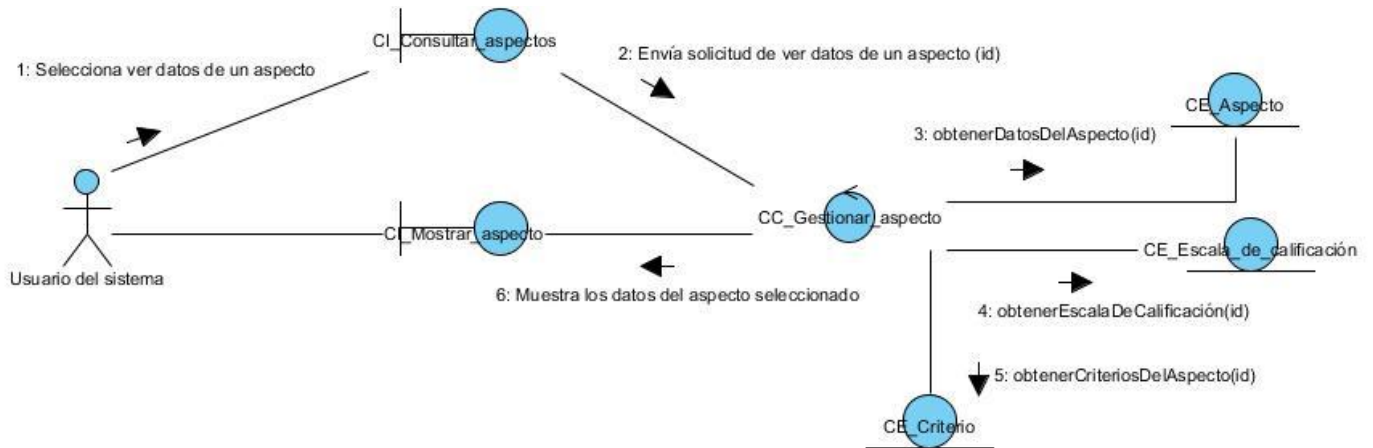 CI_Consultar_aspectos
1: Selecciona ver datos de un aspecto
2: Envía solicitud de ver datos de un aspecto (id)
CE_Aspecto
3: obtenerDatosDelAspecto(id)
CC_Gestionar_aspecto
CI_Mostrar_aspecto
CE_Escala_de_calificación
Usuario del sistema
6: Muestra los datos del aspecto seleccionado
4: obtenerEscalaDeCalificación(id)
5: obtenerCriteriosDelAspecto(id)
CE_Criterio